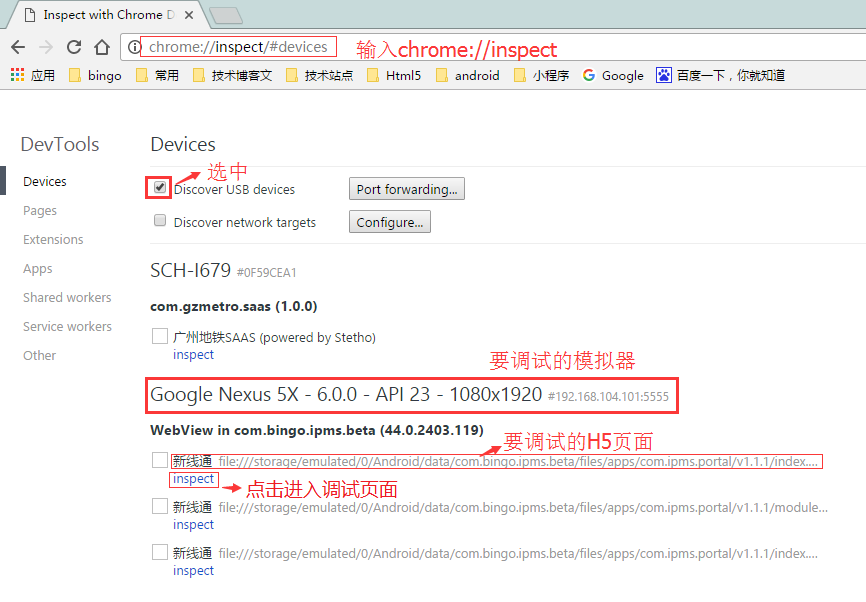 Inspect with Chrome D
chrome://inspect/#devices 输入chrome://inspect
应用 bingo 常用 技术博客文 技术站点 Html5 android 小程序 Google 百度一下，你就知道
DevTools
Devices
Pages
Extensions
Apps
Shared workers
Service workers
Other
Devices
选中
Discover USB devices Port forwarding...
Discover network targets Configure...
SCH-I679 #0F59CEA1
com.gzmetro.saas (1.0.0)
广州地铁SAAS (powered by Stetho)
inspect
要调试的模拟器
Google Nexus 5X - 6.0.0 - API 23 - 1080x1920 #192.168.104.101:5555
WebView in com.bingo.ipms.beta (44.0.2403.119)
要调试的H5页面
新线通 file:///storage/emulated/0/Android/data/com.bingo.ipms.beta/files/apps/com.ipms.portal/v1.1.1/index....
inspect 点击进入调试页面
新线通 file:///storage/emulated/0/Android/data/com.bingo.ipms.beta/files/apps/com.ipms.portal/v1.1.1/module...
inspect
新线通 file:///storage/emulated/0/Android/data/com.bingo.ipms.beta/files/apps/com.ipms.portal/v1.1.1/index....
inspect